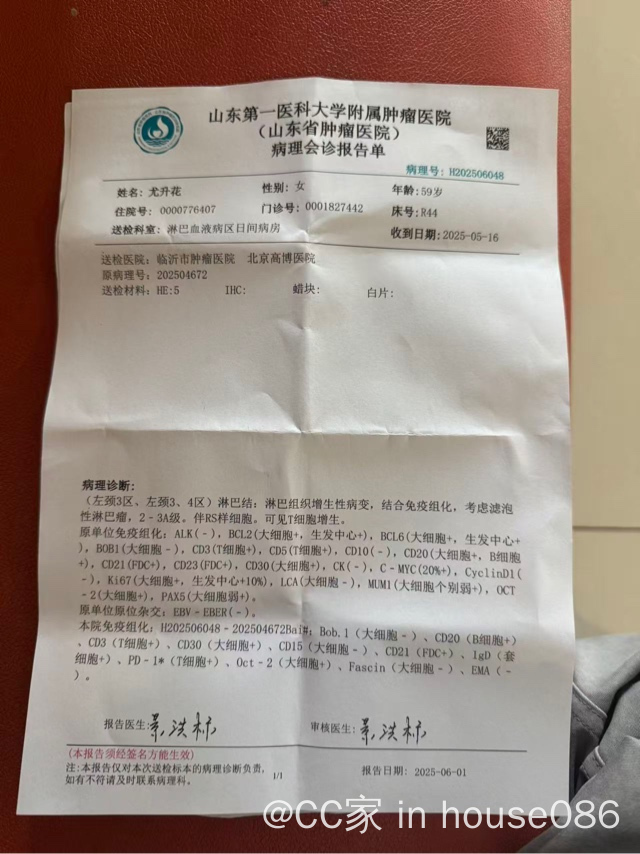 山东第一医科大学附属肿瘤医院
（山东省肿瘤医院）
病理会诊报告单
病理号: H202506048
姓名: 尤升花 性别: 女 年龄: 59岁
住院号: 0000776407 门诊号: 0001827442 床号: R44
送检科室: 淋巴血液病区日间病房 收到日期: 2025-05-16
送检医院: 临沂市肿瘤医院 北京高博医院
原病理号: 202504672
送检材料: HE:5 IHC: 蜡块: 白片:
病理诊断:
（左颈3区、左颈3、4区）淋巴结: 淋巴组织增生性病变, 结合免疫组化, 考虑滤泡
性淋巴瘤, 2-3A级。伴RS样细胞。可见T细胞增生。
原单位免疫组化: ALK(-), BCL2(大细胞+, 生发中心+), BCL6(大细胞+, 生发中心+
), BOB1(大细胞-), CD3(T细胞+), CD5(T细胞+), CD10(-), CD20(大细胞+, B细胞
+), CD21(FDC+), CD23(FDC+), CD30(大细胞+), CK(-), C-MYC(20%+), CyclinD1(
-), Ki67(大细胞+, 生发中心+10%), LCA(大细胞-), MUM1(大细胞个别弱+), OCT
-2(大细胞+), PAX5(大细胞弱+)。
原单位原位杂交: EBV-EBER(-)。
本院免疫组化: H202506048-202504672Bai#: Bob.1（大细胞-）、CD20（B细胞+）
、CD3（T细胞+）、CD30（大细胞+）、CD15（大细胞-）、CD21（FDC+）、IgD（套
细胞+）、PD-1*（T细胞+）、Oct-2（大细胞+）、Fascin（大细胞-）、EMA（-
）。
报告医生: 审核医生:
(本报告须经签名方能生效)
注: 本报告仅对本次送检标本的病理诊断负责,
如有不符请及时联系病理科。
1/1
报告日期: 2025-06-01
@CC家 in house086